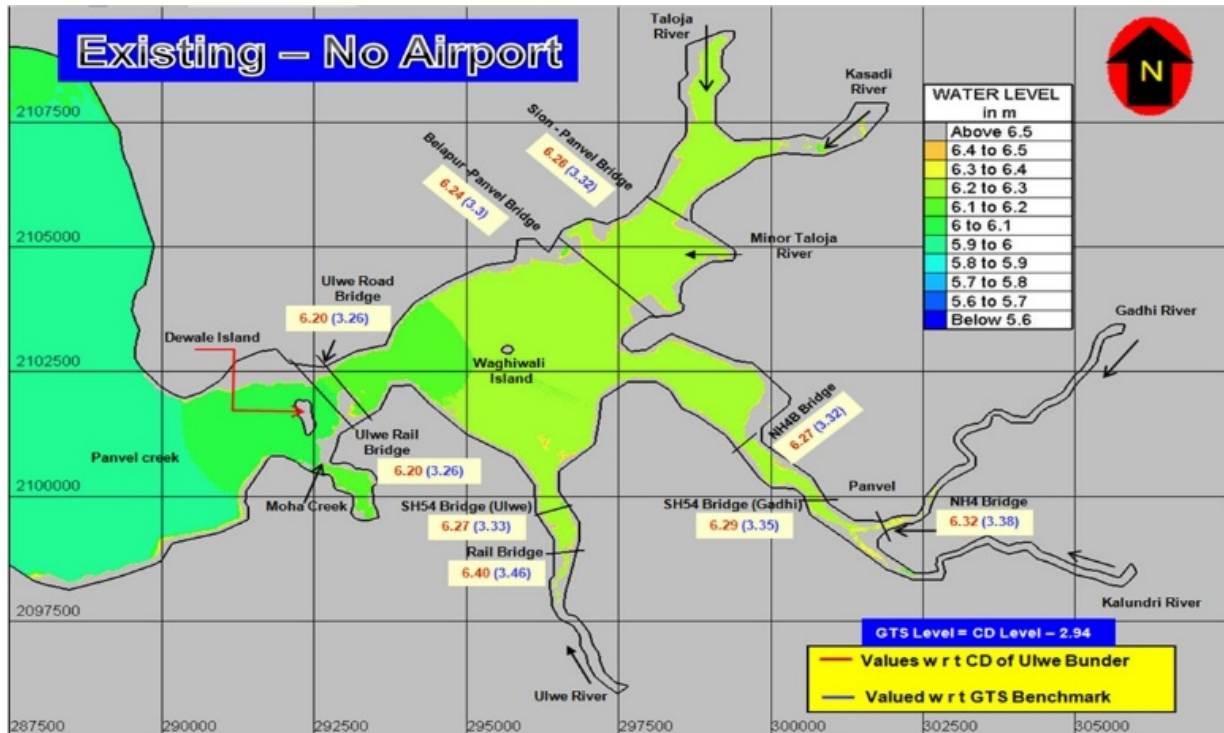 Existing – No Airport
Taloja
River
Kasadi
River
N
WATER LEVEL
in m
Above 6.5
6.4 to 6.5
6.3 to 6.4
6.2 to 6.3
6.1 to 6.2
6 to 6.1
5.9 to 6
5.8 to 5.9
5.7 to 5.8
5.6 to 5.7
Below 5.6
2107500
Sion - Panvel Bridge
6.26 (3.32)
Belapur -Panvel Bridge
6.24 (3.3)
2105000
Minor Taloja
River
Ulwe Road
Bridge
6.20 (3.26)
Gadhi River
Dewale Island
2102500
Waghiwali
Island
NH4B Bridge
6.27 (3.32)
Ulwe Rail
Bridge
6.20 (3.26)
Panvel creek
2100000
Moha Creek
SH54 Bridge (Ulwe)
6.27 (3.33)
Rail Bridge
6.40 (3.46)
Panvel
SH54 Bridge (Gadhi)
6.29 (3.35)
NH4 Bridge
6.32 (3.38)
Kalundri River
2097500
GTS Level = CD Level – 2.94
Values w r t CD of Ulwe Bunder
Valued w r t GTS Benchmark
Ulwe River
287500
290000
292500
295000
297500
300000
302500
305000